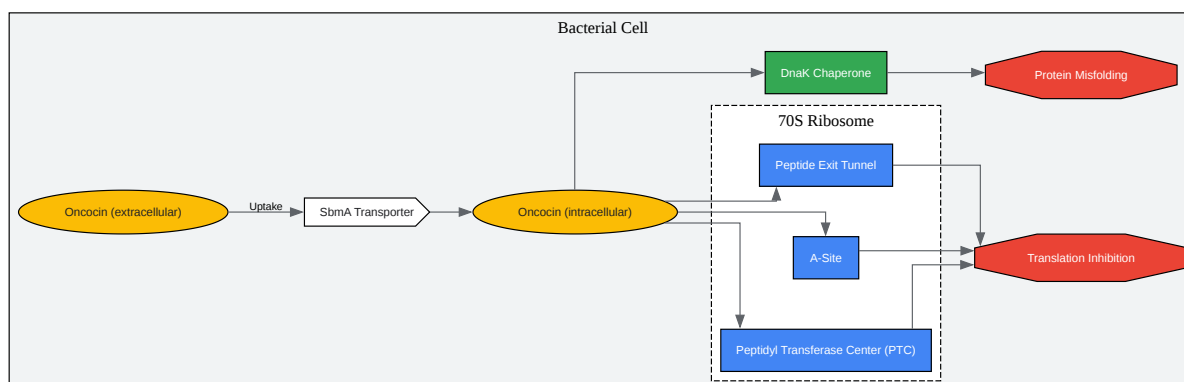 Bacterial Cell
DnaK Chaperone
Protein Misfolding
70S Ribosome
Peptide Exit Tunnel
Oncocin (extracellular)
Uptake
SbmA Transporter
Oncocin (intracellular)
A-Site
Translation Inhibition
Peptidyl Transferase Center (PTC)